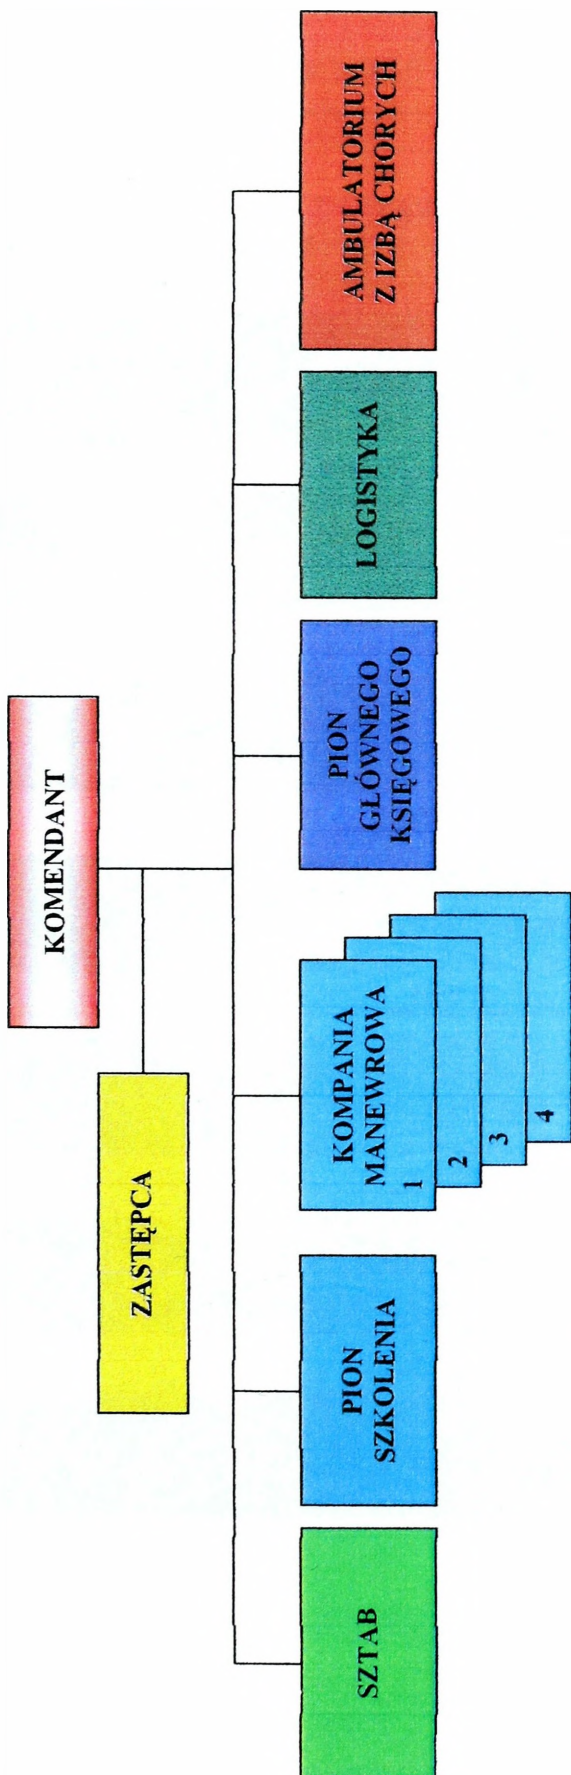 KOMENDANT
ZASTĘPCA
SZTAB
PION
SZKOLENIA
KOMPANIA
MANEWROWA
1
2
3
4
PION
GŁÓWNEGO
KSIĘGOWEGO
LOGISTYKA
AMBULATORIUM
Z IZBĄ CHORYCH